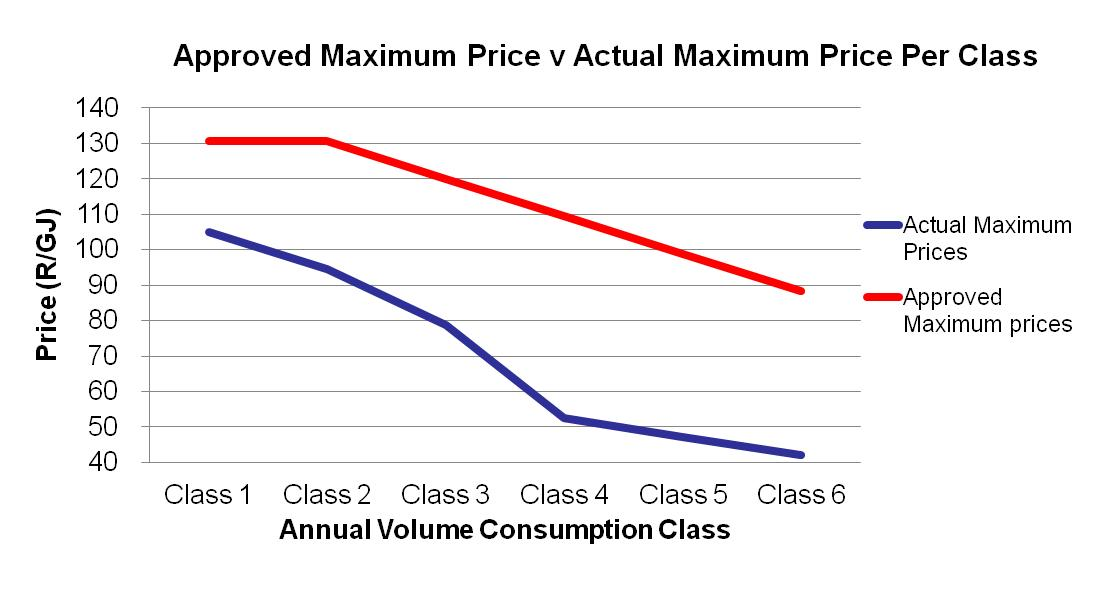 Approved Maximum Price v Actual Maximum Price Per Class
140
130
120
110
100
90
80
70
60
50
40
Price (R/GJ)
Class 1 Class 2 Class 3 Class 4 Class 5 Class 6
Annual Volume Consumption Class
Actual Maximum
Prices
Approved
Maximum prices